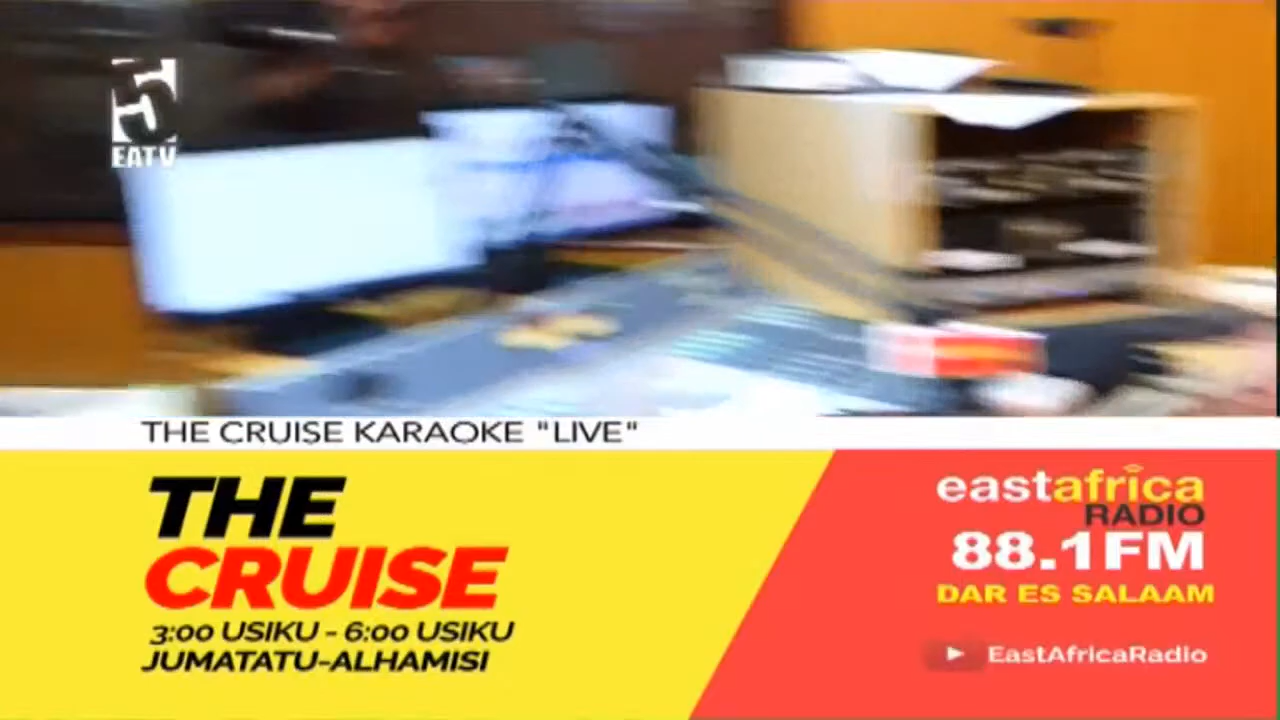 5
EATV
THE CRUISE KARAOKE "LIVE"
THE
CRUISE
3:00 USIKU - 6:00 USIKU
JUMATATU-ALHAMISI
eastafrica
RADIO
88.1FM
DAR ES SALAAM
EastAfricaRadio